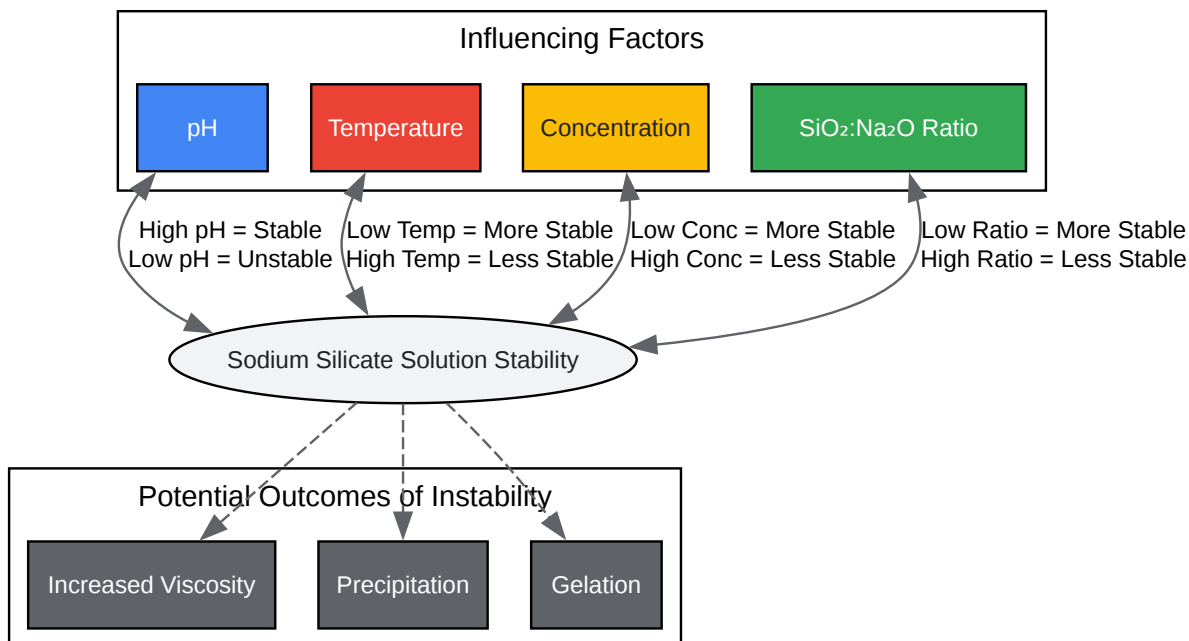 Influencing Factors
pH
Temperature
Concentration
SiO₂:Na₂O Ratio
High pH = Stable
Low pH = Unstable
Low Temp = More Stable
High Temp = Less Stable
Low Conc = More Stable
High Conc = Less Stable
Low Ratio = More Stable
High Ratio = Less Stable
Sodium Silicate Solution Stability
Potential Outcomes of Instability
Increased Viscosity
Precipitation
Gelation